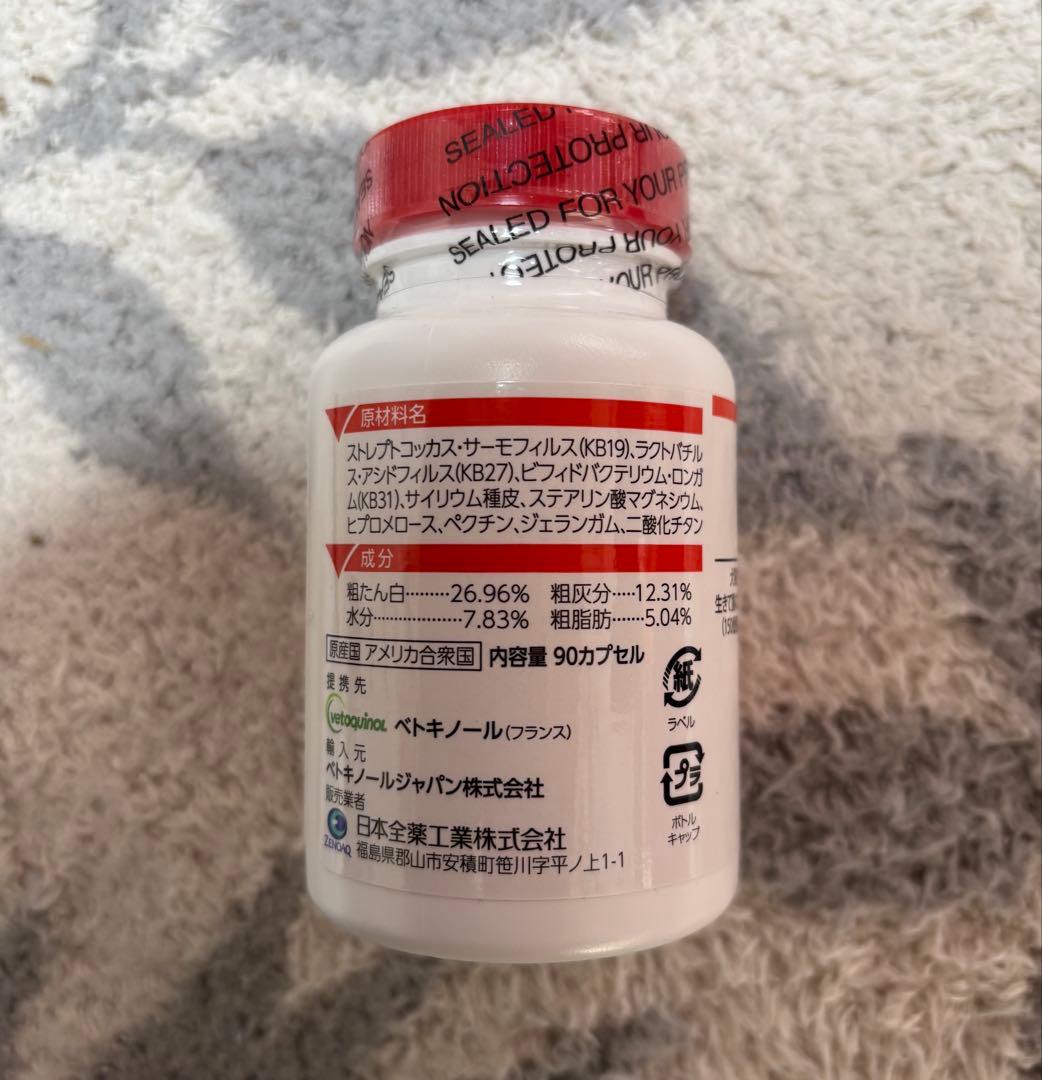 SEALED
YOUR PROTECTION
SEALED FOR YOUR
YOUR PROTECT
YOUR
原材料名
ストレプトコッカス・サーモフィルス(KB19)、ラクトバチル
ス・アシドフィルス(KB27)、ビフィドバクテリウム・ロンガ
ム(KB31)、サイリウム種皮、ステアリン酸マグネシウム、
ヒプロメロース、ペクチン、ジェランガム、二酸化チタン
成分
粗たん白………26.96% 粗灰分……12.31%
水分…………………7.83% 粗脂肪………5.04%
原産国 アメリカ合衆国 内容量 90カプセル
提携先
vetoquinol ベトキノール(フランス)
輸入元
ベトキノールジャパン株式会社
販売業者
ZENOAQ 日本全薬工業株式会社
福島県郡山市安積町笹川字平ノ上1-1
紙
ラベル
プラ
ボトル
キャップ
生きて
(150